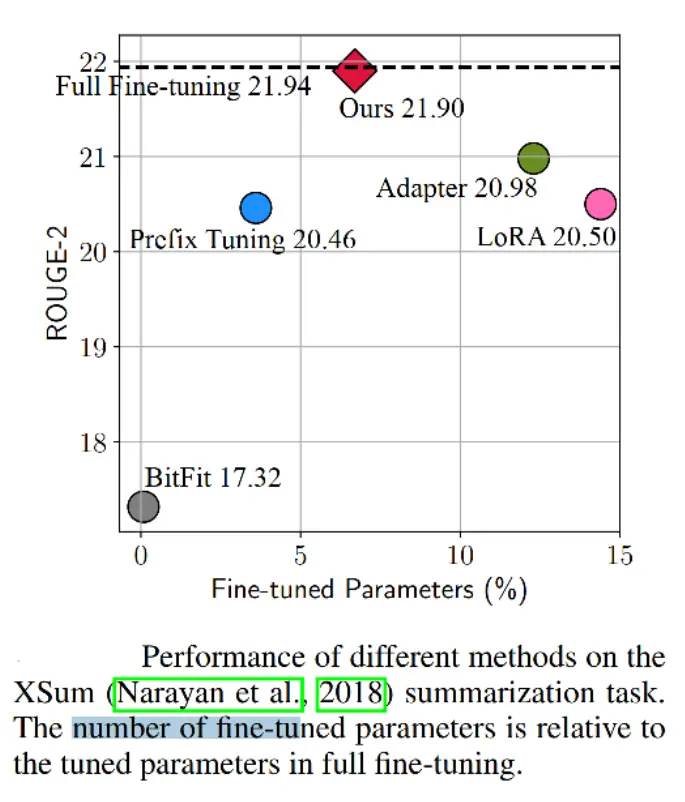 22
Full Fine-tuning 21.94
Ours 21.90
21
Adapter 20.98
Prefix Tuning 20.46
LoRA 20.50
20
ROUGE-2
19
18
BitFit 17.32
0 5 10 15
Fine-tuned Parameters (%)
Performance of different methods on the
XSum (Narayan et al., 2018) summarization task.
The number of fine-tuned parameters is relative to
the tuned parameters in full fine-tuning.